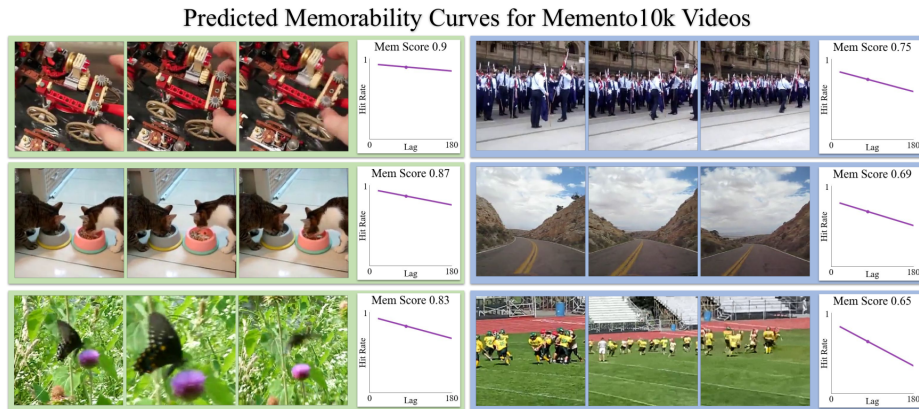 Predicted Memorability Curves for Memento10k Videos
Mem Score 0.9
1
Hit Rate
0
Lag
180
Mem Score 0.75
1
Hit Rate
0
Lag
180
Mem Score 0.87
1
Hit Rate
0
Lag
180
Mem Score 0.69
1
Hit Rate
0
Lag
180
Mem Score 0.83
1
Hit Rate
0
Lag
180
Mem Score 0.65
1
Hit Rate
0
Lag
180